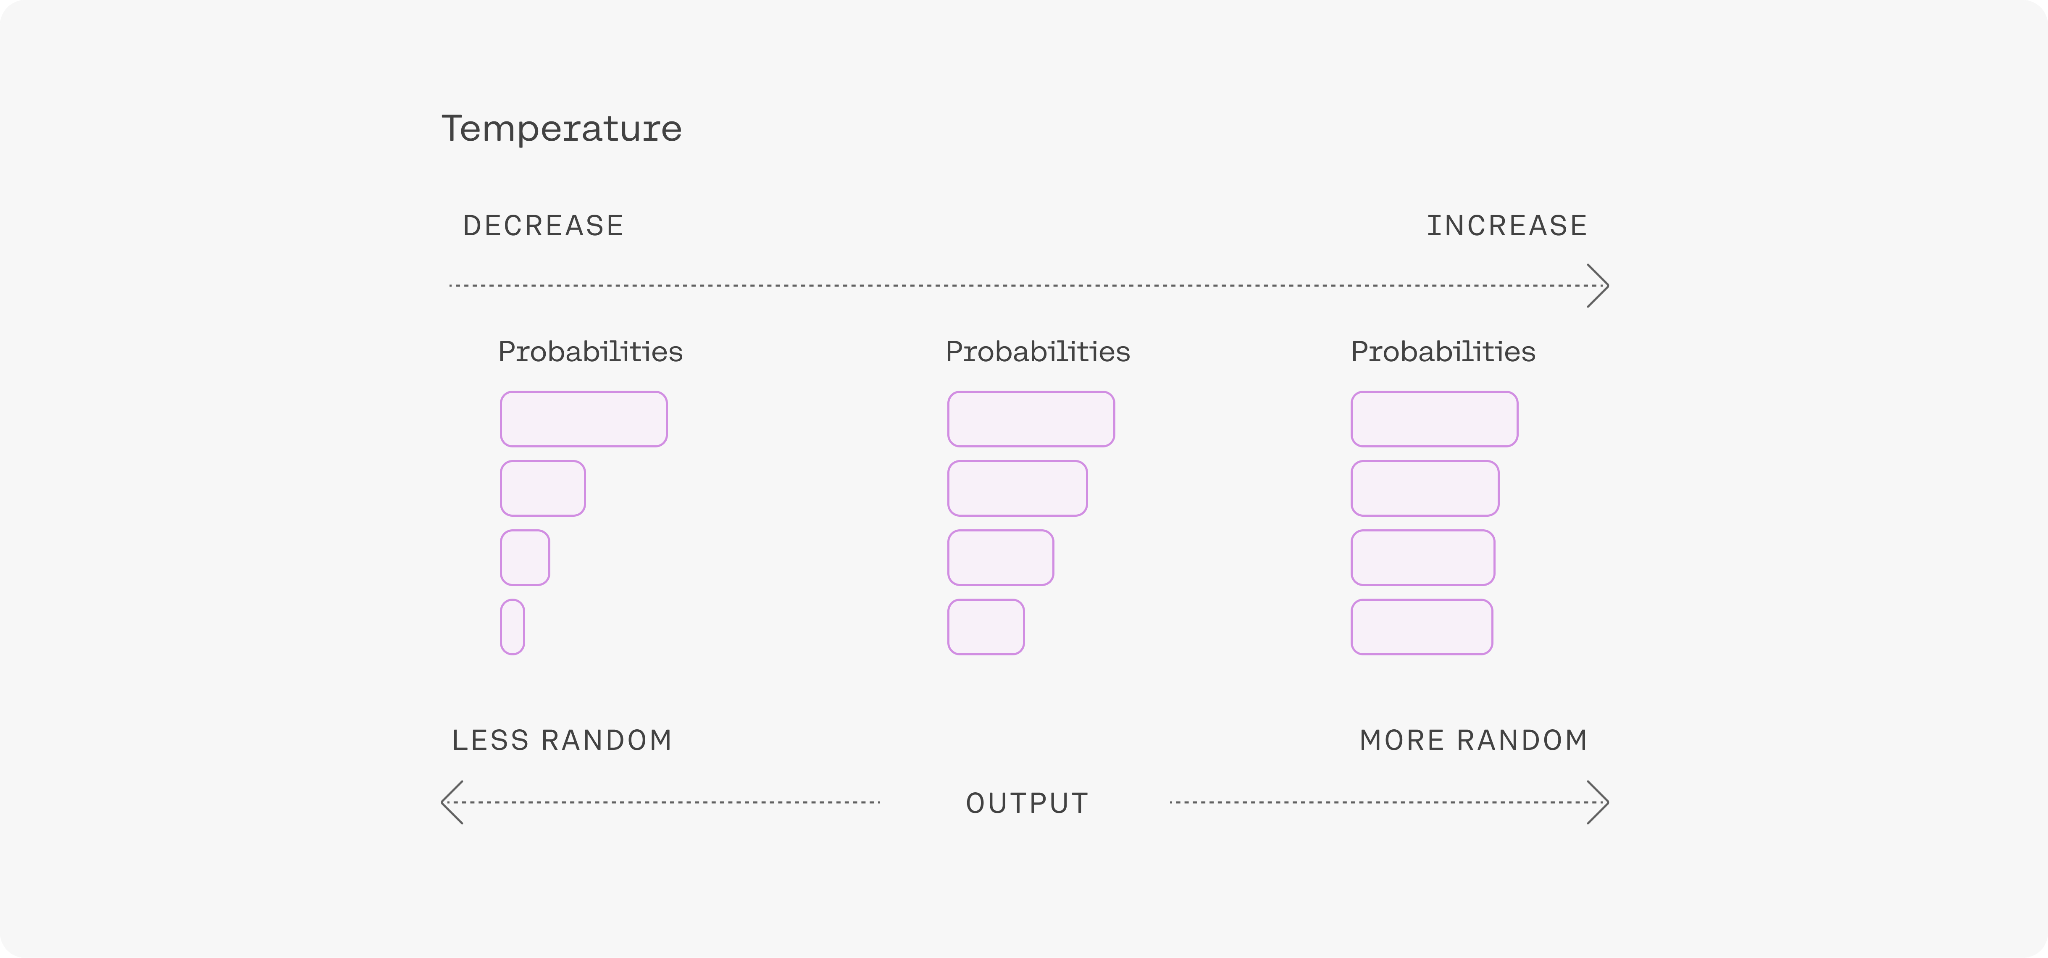 Temperature
DECREASE
INCREASE
Probabilities
Probabilities
Probabilities
LESS RANDOM
MORE RANDOM
OUTPUT